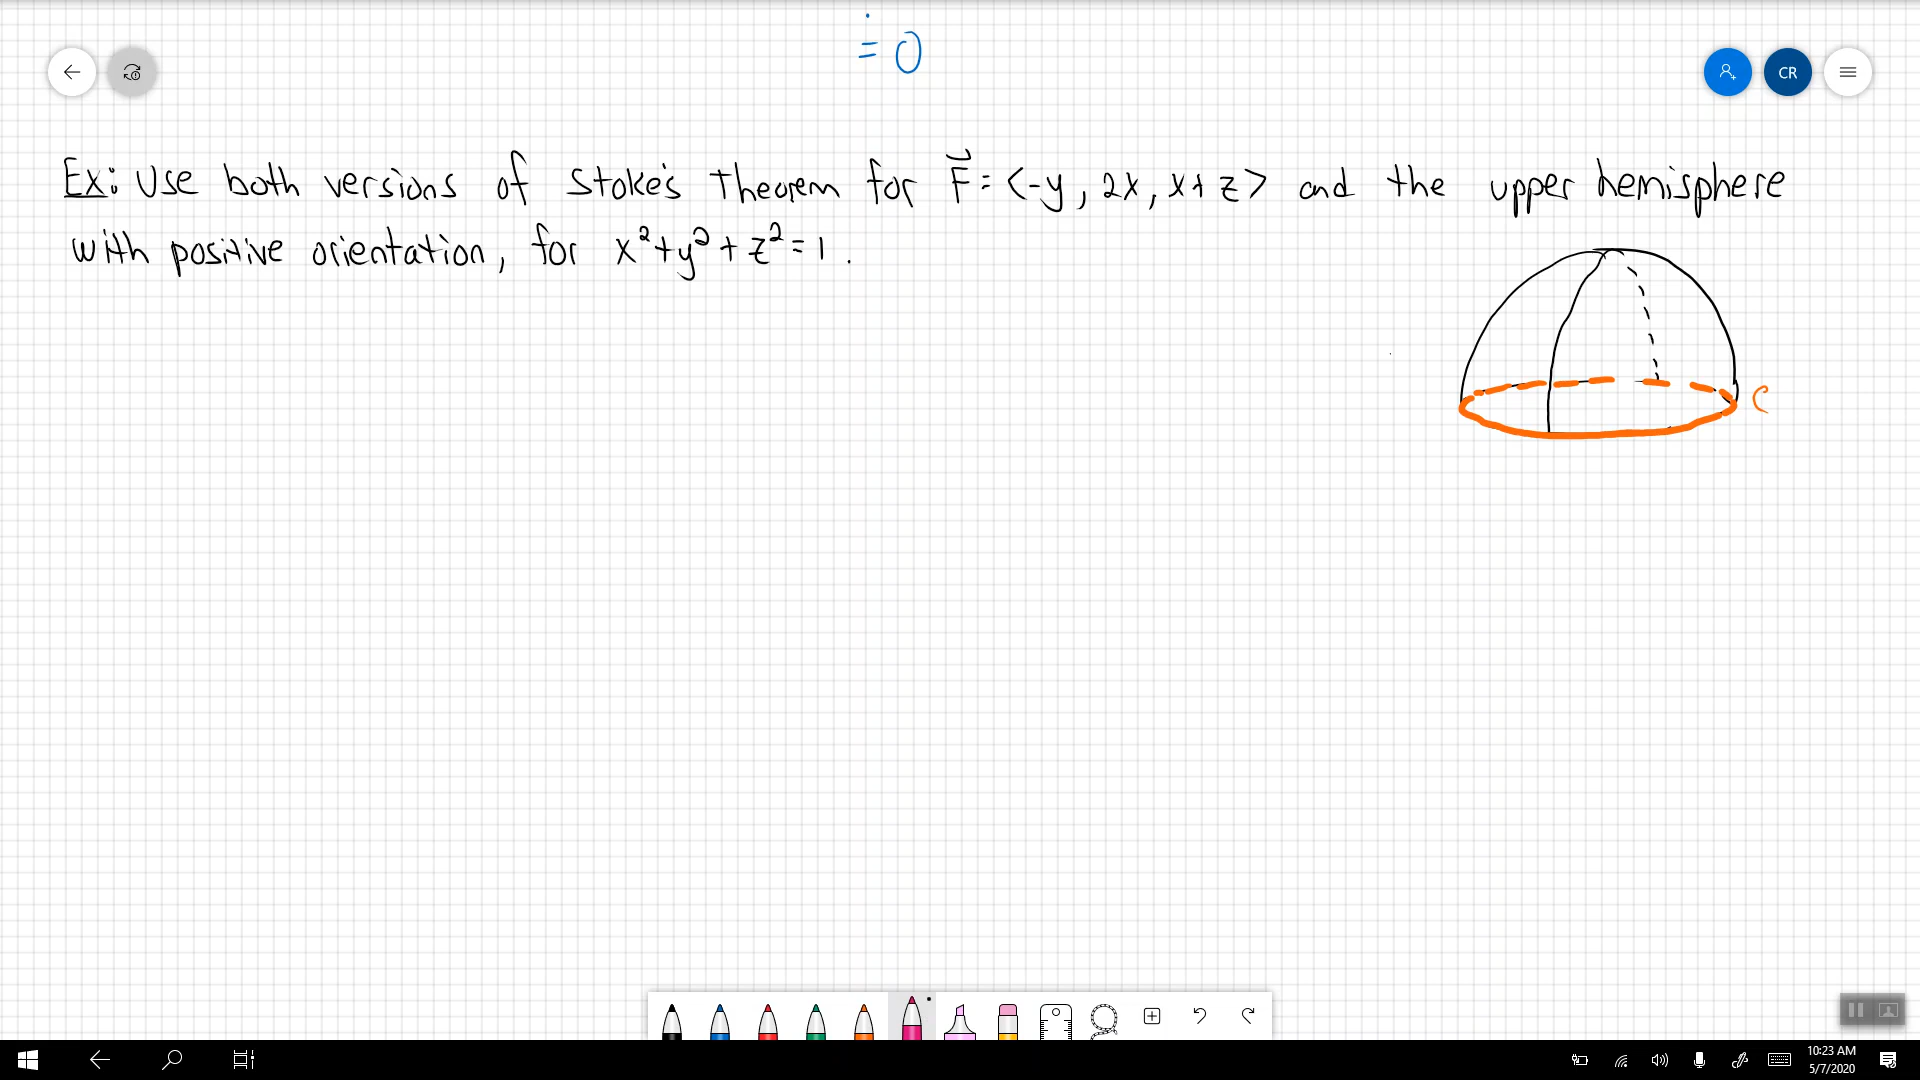 = 0
CR
Ex: Use both versions of Stoke's Theorem for F⃗ = <-y, 2x, x+z> and the upper hemisphere
with positive orientation, for x²+y²+z²=1.
C
10:23 AM
5/7/2020